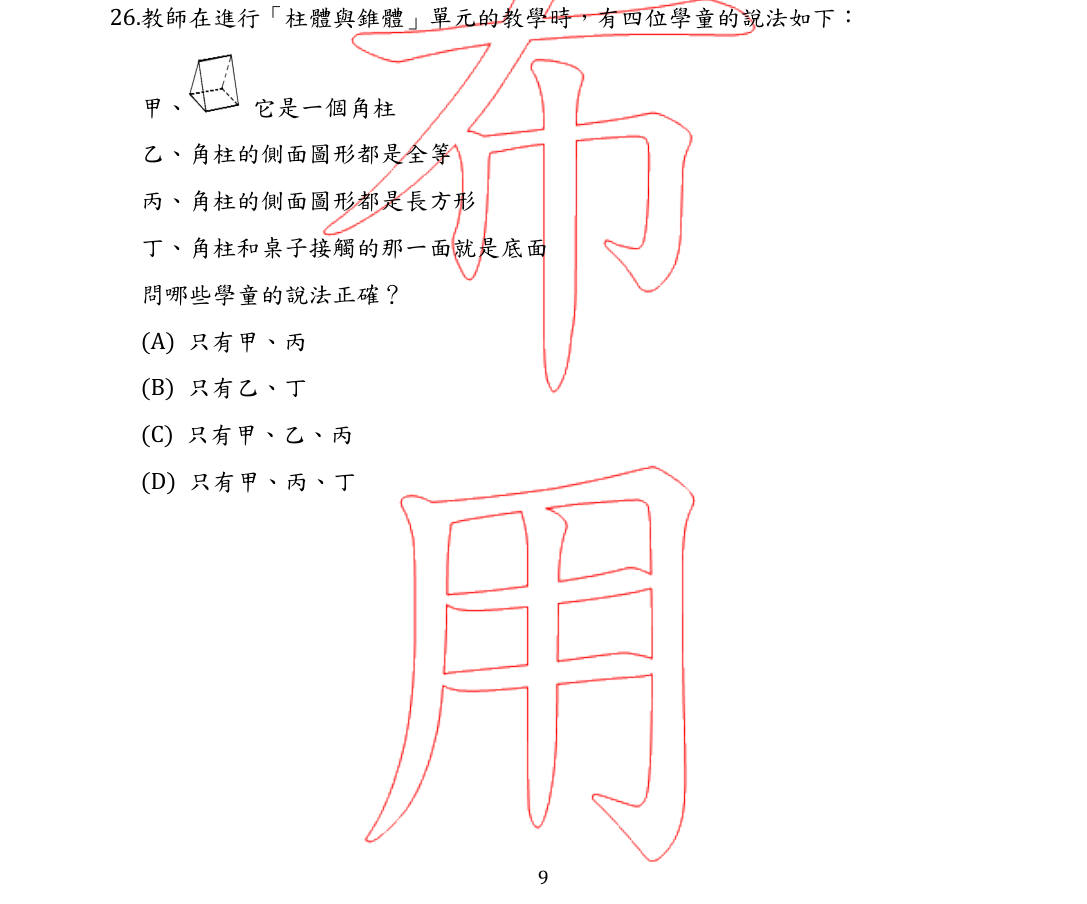 26.教師在進行「柱體與錐體」單元的教學時，有四位學童的說法如下：
甲、 它是一個角柱
乙、角柱的側面圖形都是全等
丙、角柱的側面圖形都是長方形
丁、角柱和桌子接觸的那一面就是底面
問哪些學童的說法正確？
(A) 只有甲、丙
(B) 只有乙、丁
(C) 只有甲、乙、丙
(D) 只有甲、丙、丁
布
用
9